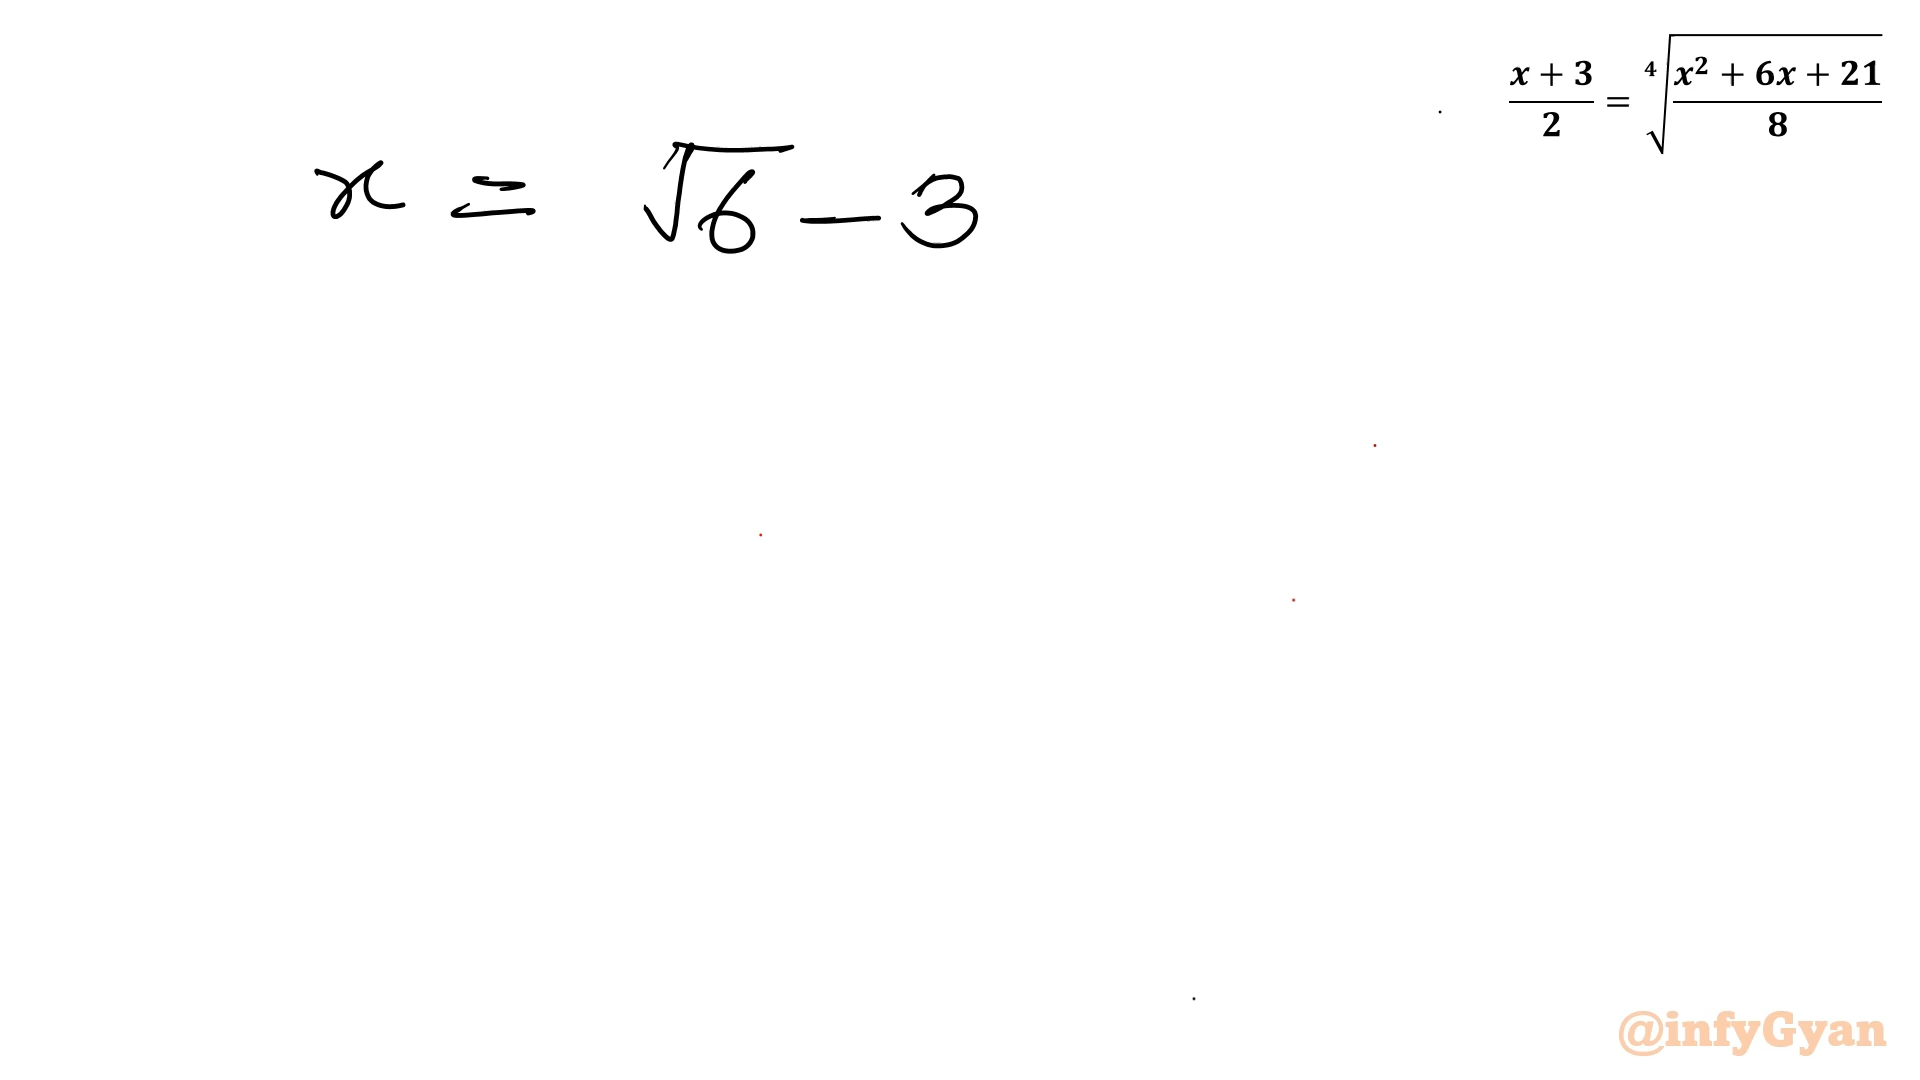 (x + 3)/2 = ⁴√((x² + 6x + 21)/8)
x = √6 − 3
@infyGyan